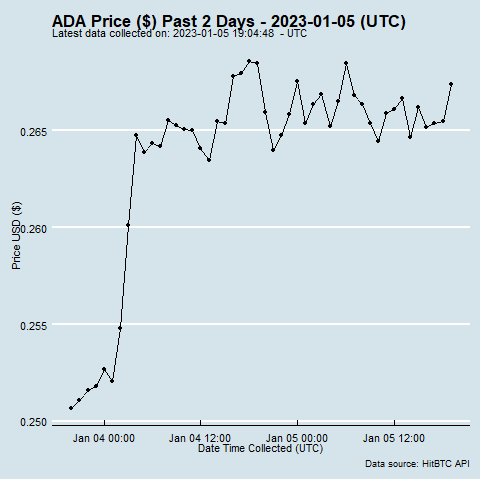 ADA Price ($) Past 2 Days - 2023-01-05 (UTC)
Latest data collected on: 2023-01-05 19:04:48 - UTC
0.265
0.260
0.255
0.250
Price USD ($)
Jan 04 00:00 Jan 04 12:00 Jan 05 00:00 Jan 05 12:00
Date Time Collected (UTC)
Data source: HitBTC API